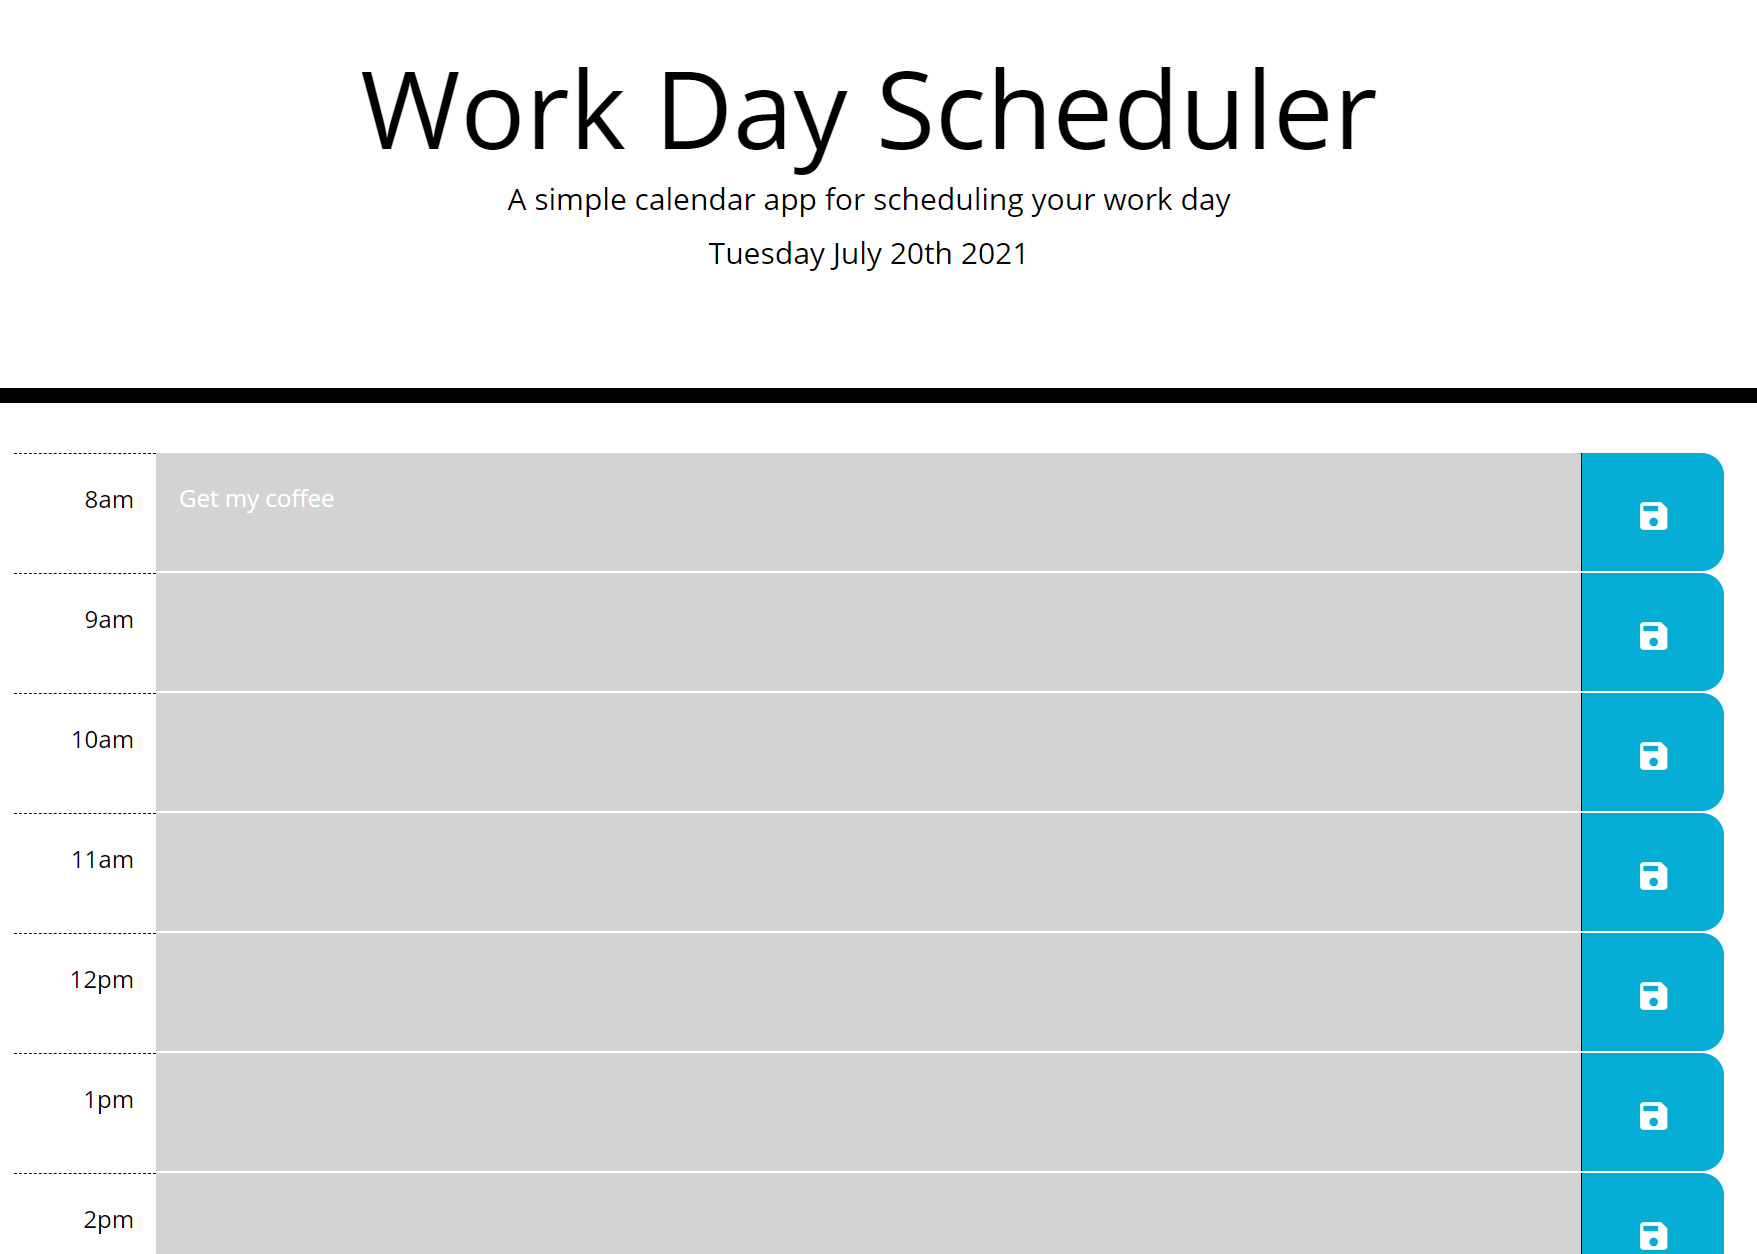 Work Day Scheduler
A simple calendar app for scheduling your work day
Tuesday July 20th 2021
8am
Get my coffee
9am
10am
11am
12pm
1pm
2pm